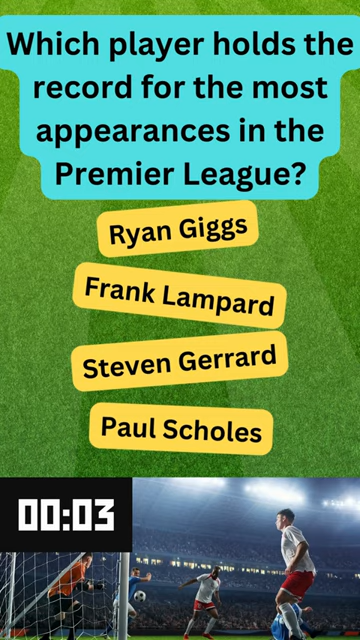 Which player holds the
record for the most
appearances in the
Premier League?
Ryan Giggs
Frank Lampard
Steven Gerrard
Paul Scholes
00:03